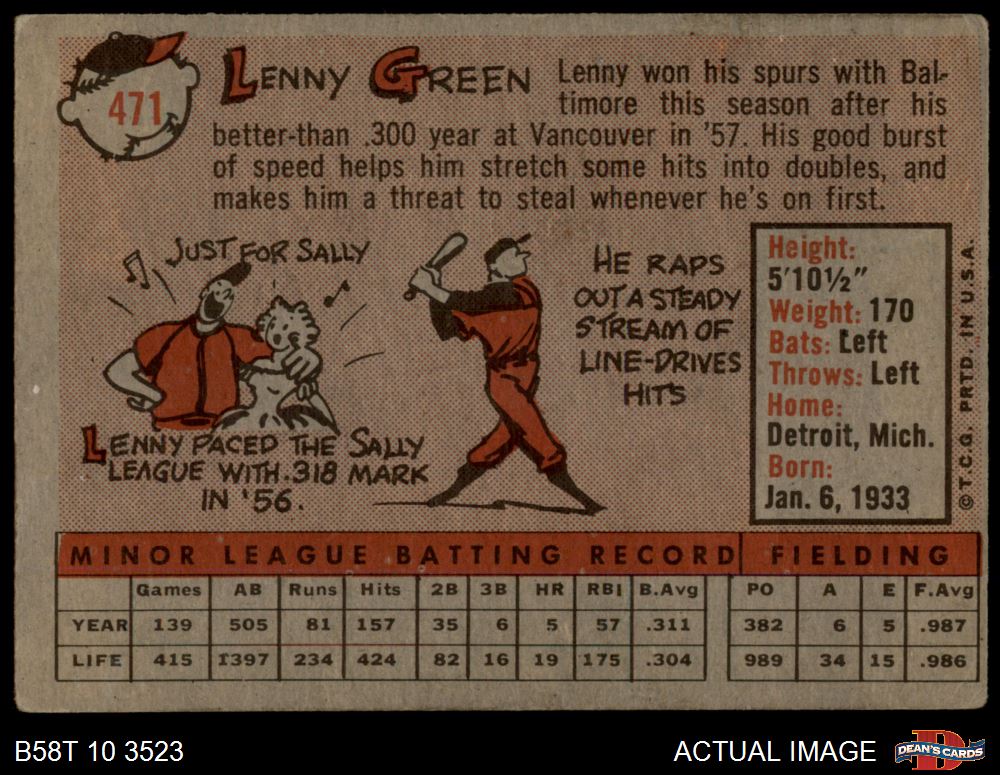 471
LENNY GREEN
Lenny won his spurs with Bal-
timore this season after his
better-than .300 year at Vancouver in '57. His good burst
of speed helps him stretch some hits into doubles, and
makes him a threat to steal whenever he's on first.
JUST FOR SALLY
LENNY PACED THE SALLY
LEAGUE WITH .318 MARK
IN '56.
HE RAPS
OUT A STEADY
STREAM OF
LINE-DRIVES
HITS
Height:
5'10½"
Weight: 170
Bats: Left
Throws: Left
Home:
Detroit, Mich.
Born:
Jan. 6, 1933
© T.C.G. PRTD. IN U.S.A.
MINOR LEAGUE BATTING RECORD FIELDING
Games AB Runs Hits 2B 3B HR RBI B.Avg PO A E F.Avg
YEAR 139 505 81 157 35 6 5 57 .311 382 6 5 .987
LIFE 415 1397 234 424 82 16 19 175 .304 989 34 15 .986
B58T 10 3523
ACTUAL IMAGE
D
DEAN'S CARDS